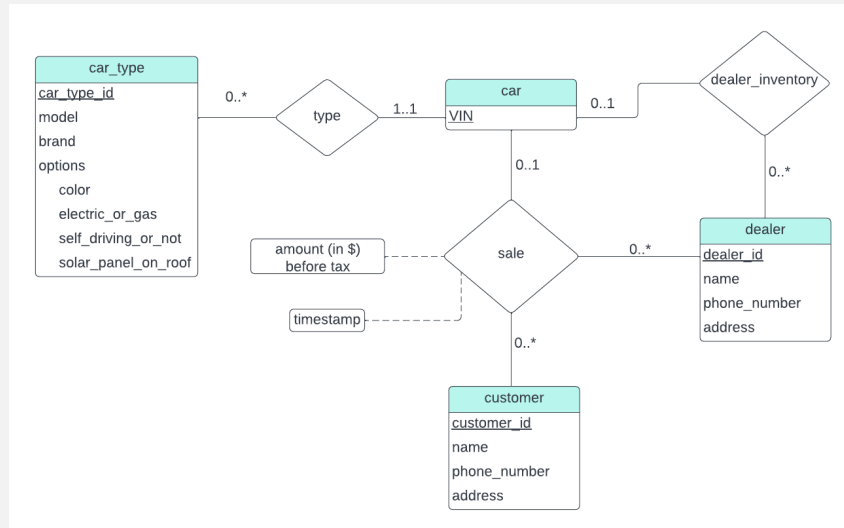 car_type
car_type_id
model
brand
options
color
electric_or_gas
self_driving_or_not
solar_panel_on_roof
0..*
type
1..1
car
VIN
0..1
dealer_inventory
0..*
0..1
sale
amount (in $)
before tax
timestamp
0..*
dealer
dealer_id
name
phone_number
address
0..*
customer
customer_id
name
phone_number
address